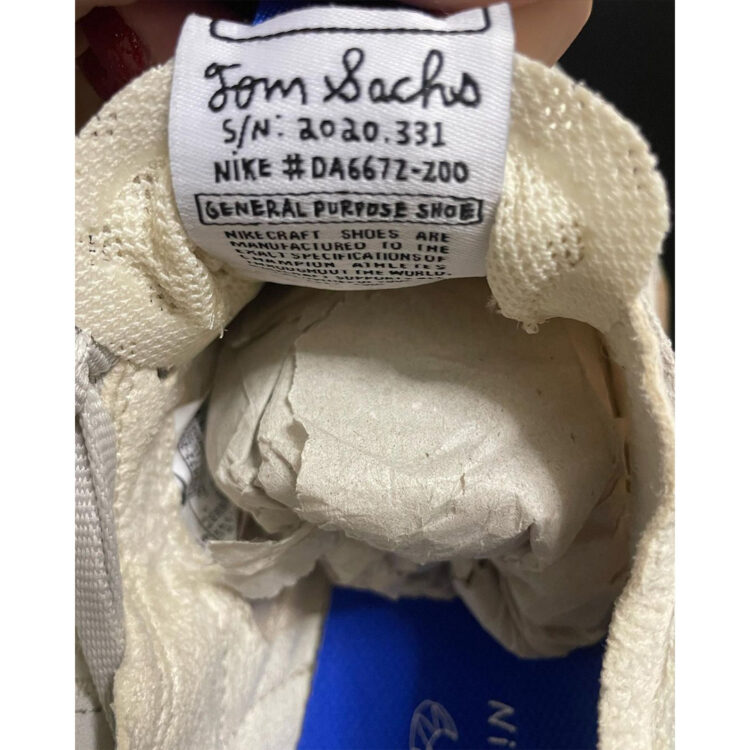 Tom Sachs
S/N: 2020.331
NIKE # DA6672-200
GENERAL PURPOSE SHOE
NIKECRAFT SHOES ARE
MANUFACTURED TO THE
EXACT SPECIFICATIONS OF
CHAMPION ATHLETES
THROUGHOUT THE WORLD.
Ni